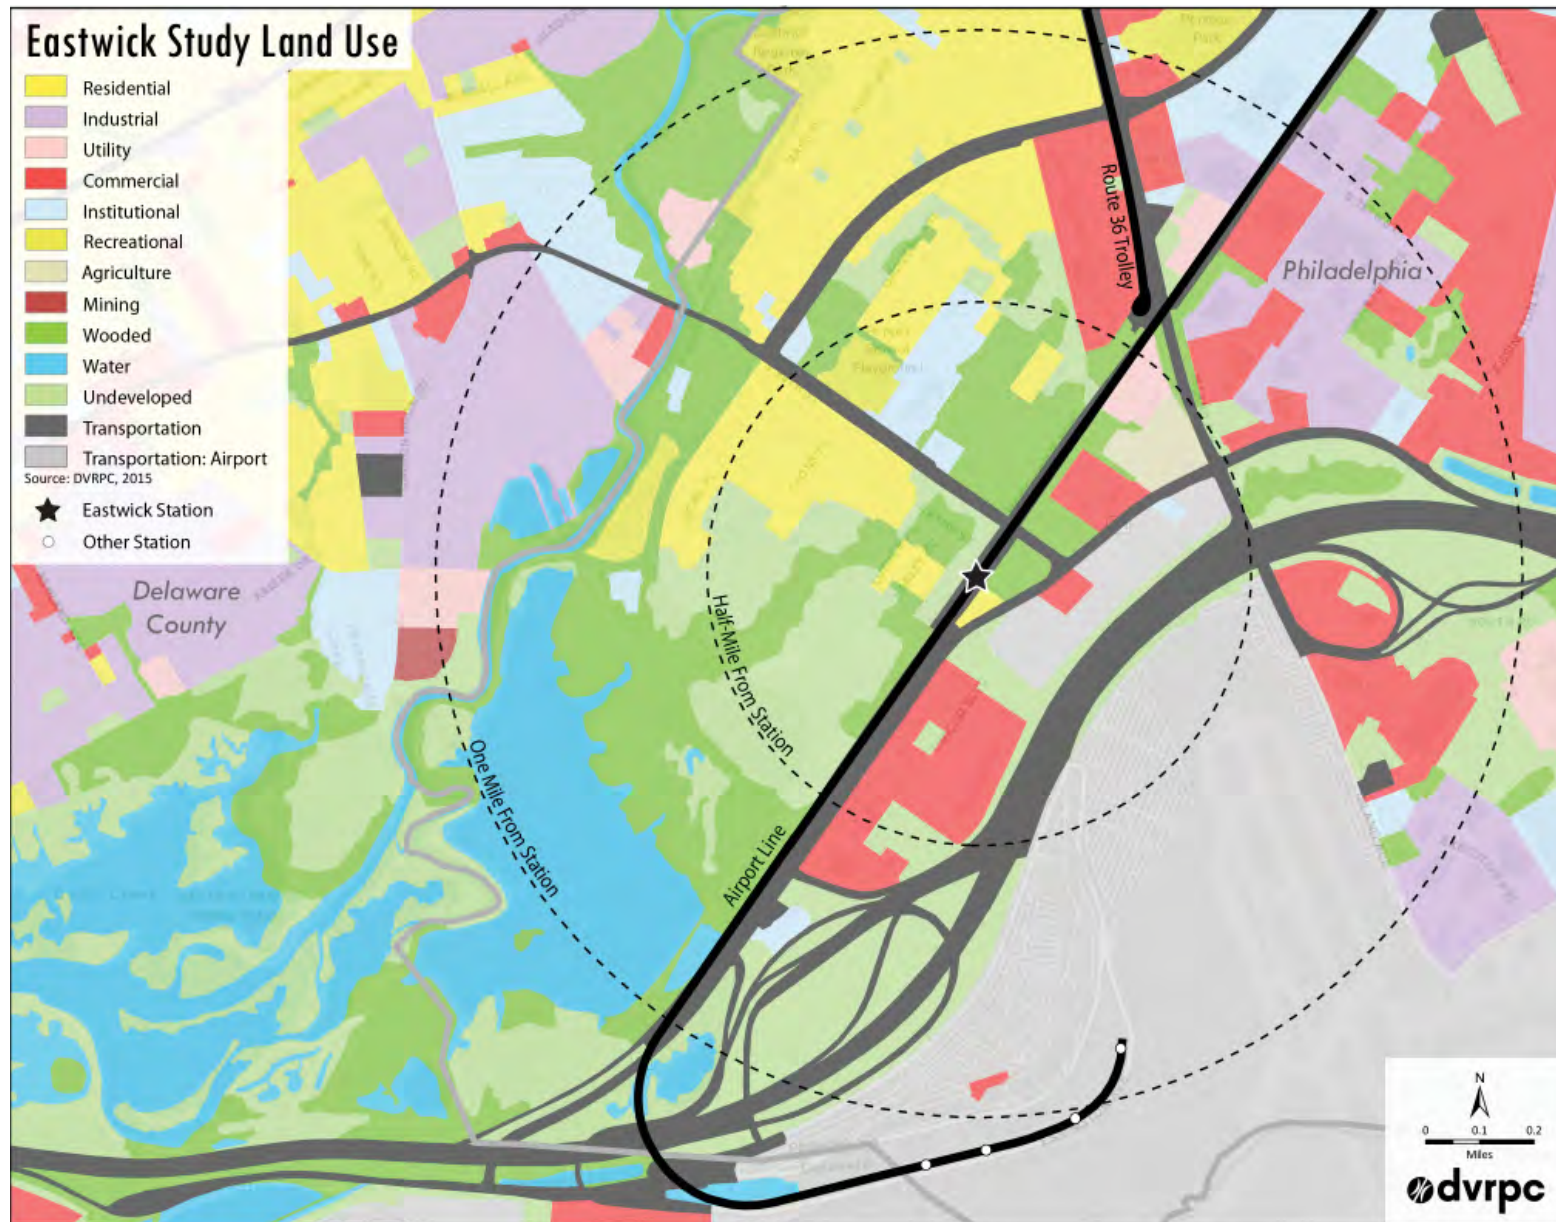 Eastwick Study Land Use
Residential
Industrial
Utility
Commercial
Institutional
Recreational
Agriculture
Mining
Wooded
Water
Undeveloped
Transportation
Transportation: Airport
Source: DVRPC, 2015
Eastwick Station
Other Station
Route 36 Trolley
Philadelphia
Delaware
County
Half-Mile From Station
One Mile From Station
Airport Line
N
0 0.1 0.2
Miles
dvrpc